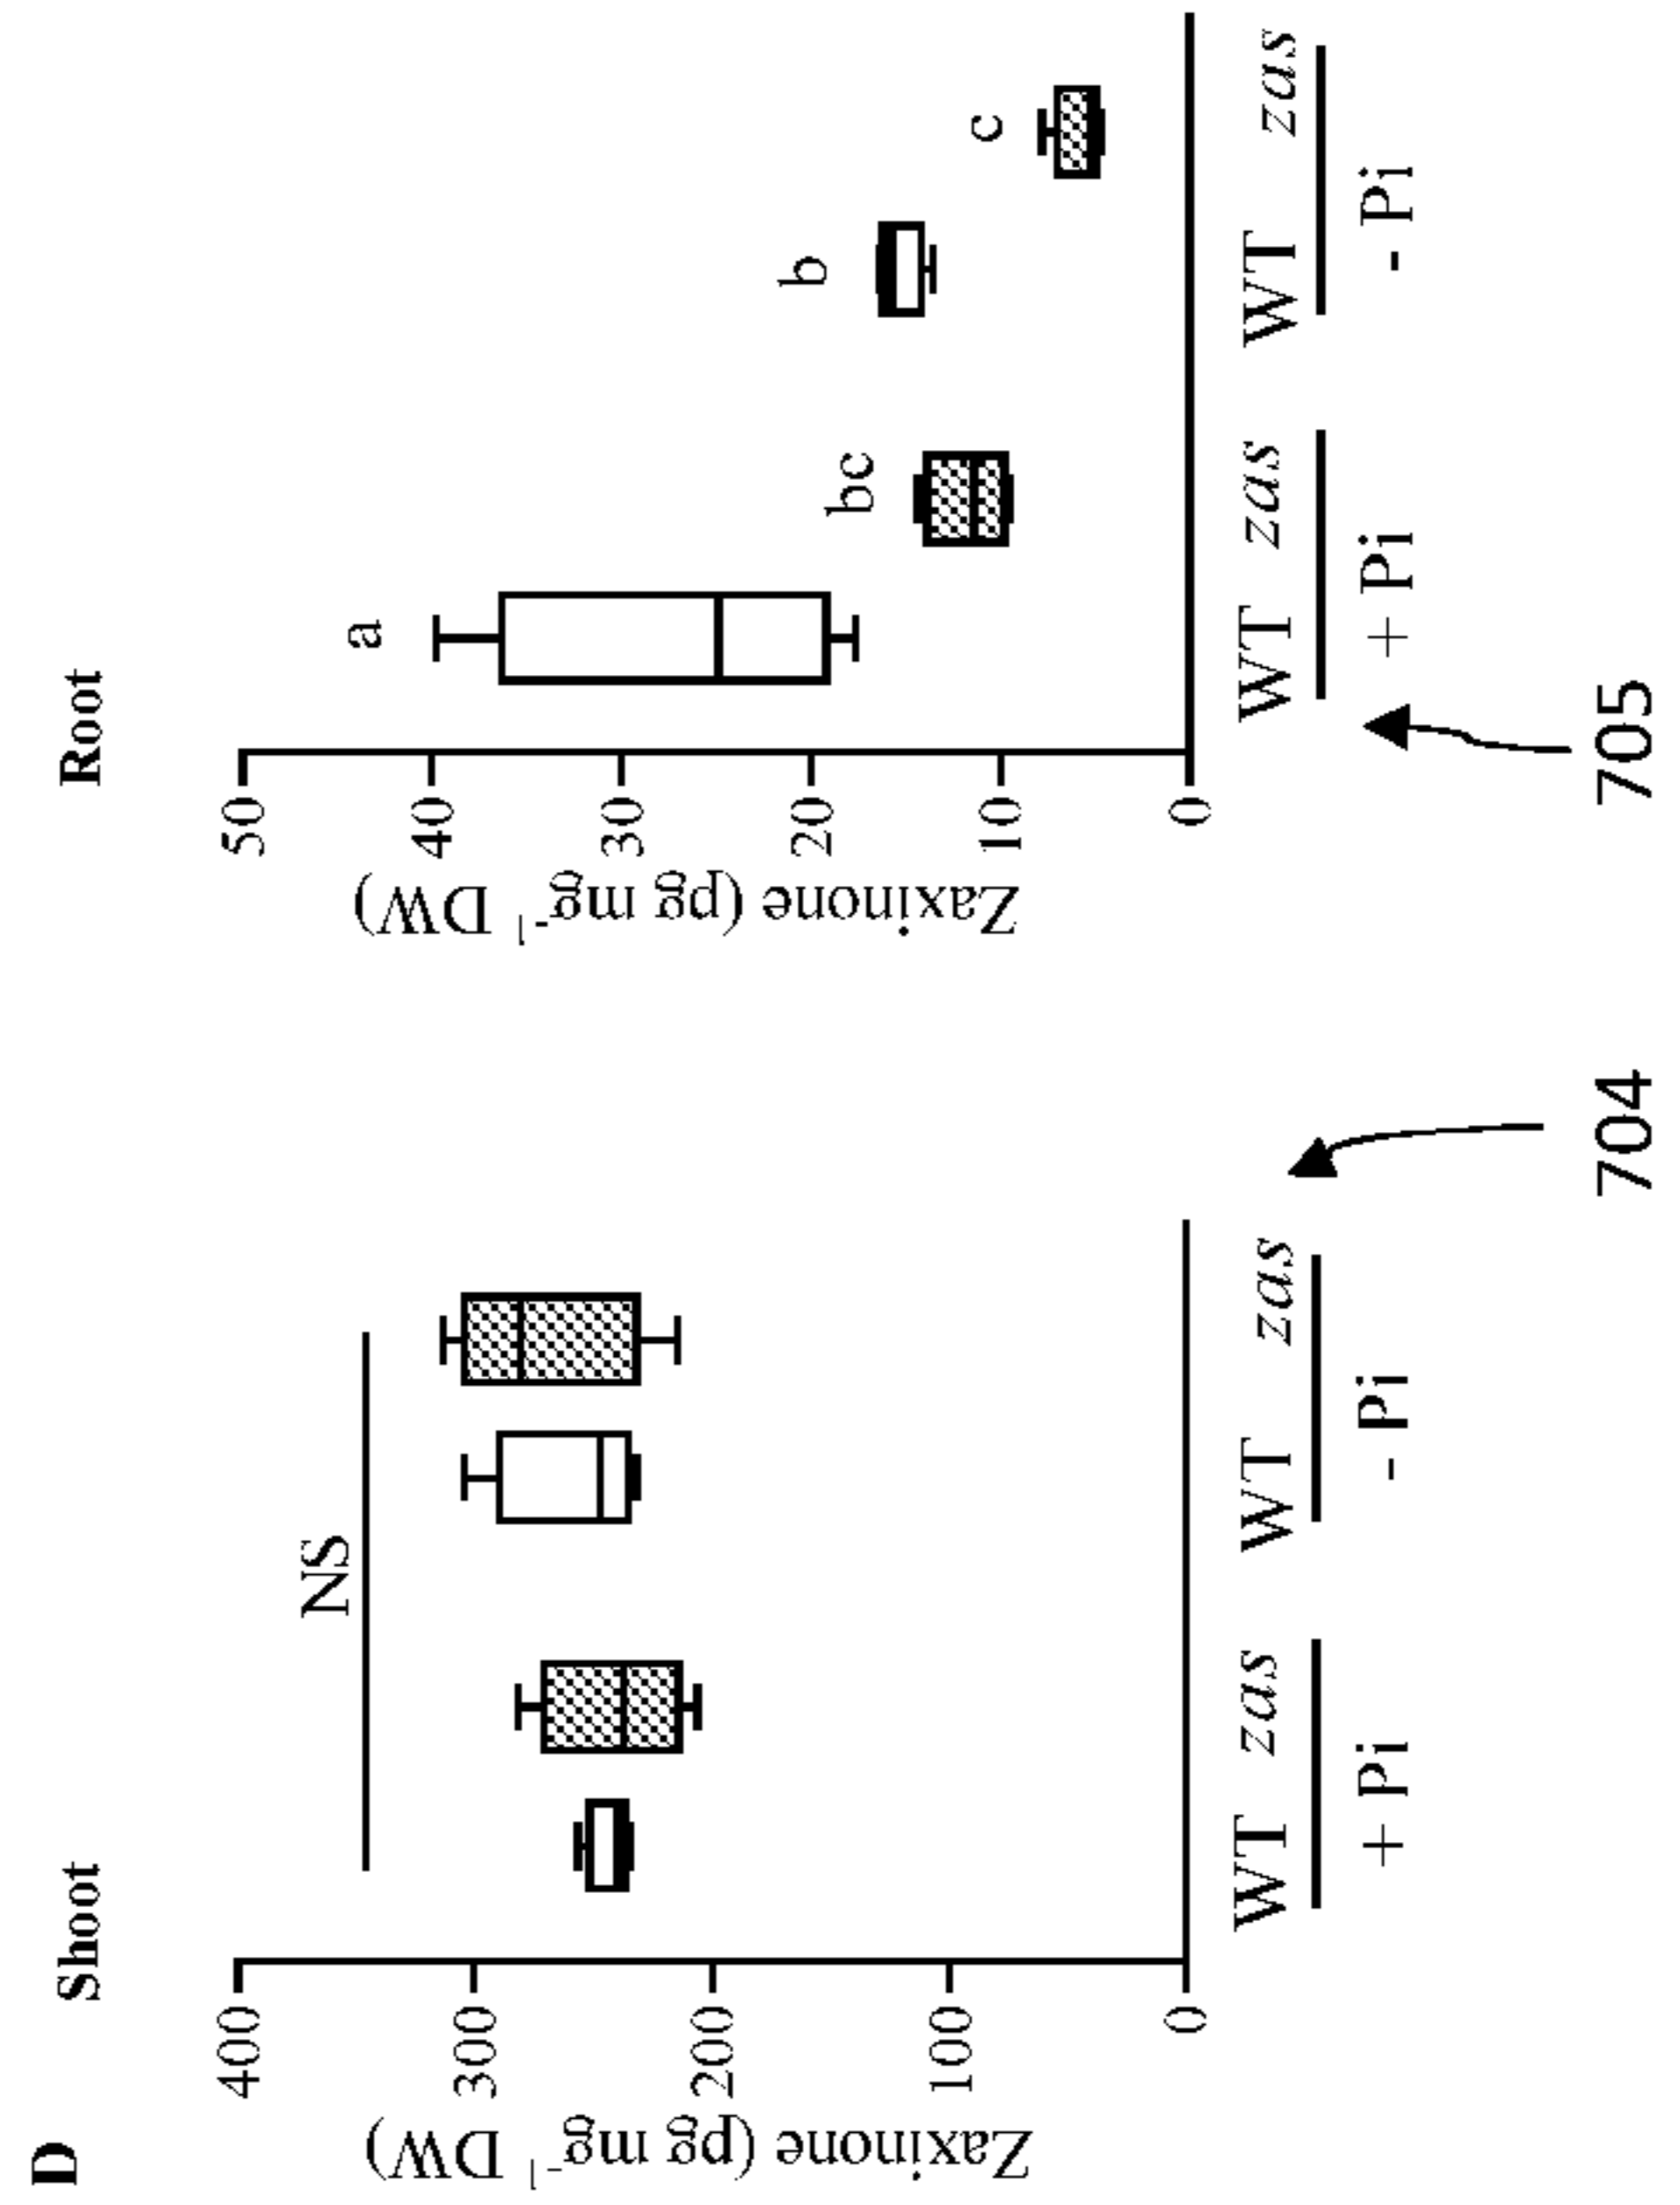 D
Shoot
Zaxinone (pg mg⁻¹ DW)
400
300
200
100
0
NS
WT zas WT zas
+ Pi - Pi
704
Root
Zaxinone (pg mg⁻¹ DW)
50
40
30
20
10
0
a
bc
b
c
WT zas WT zas
+ Pi - Pi
705